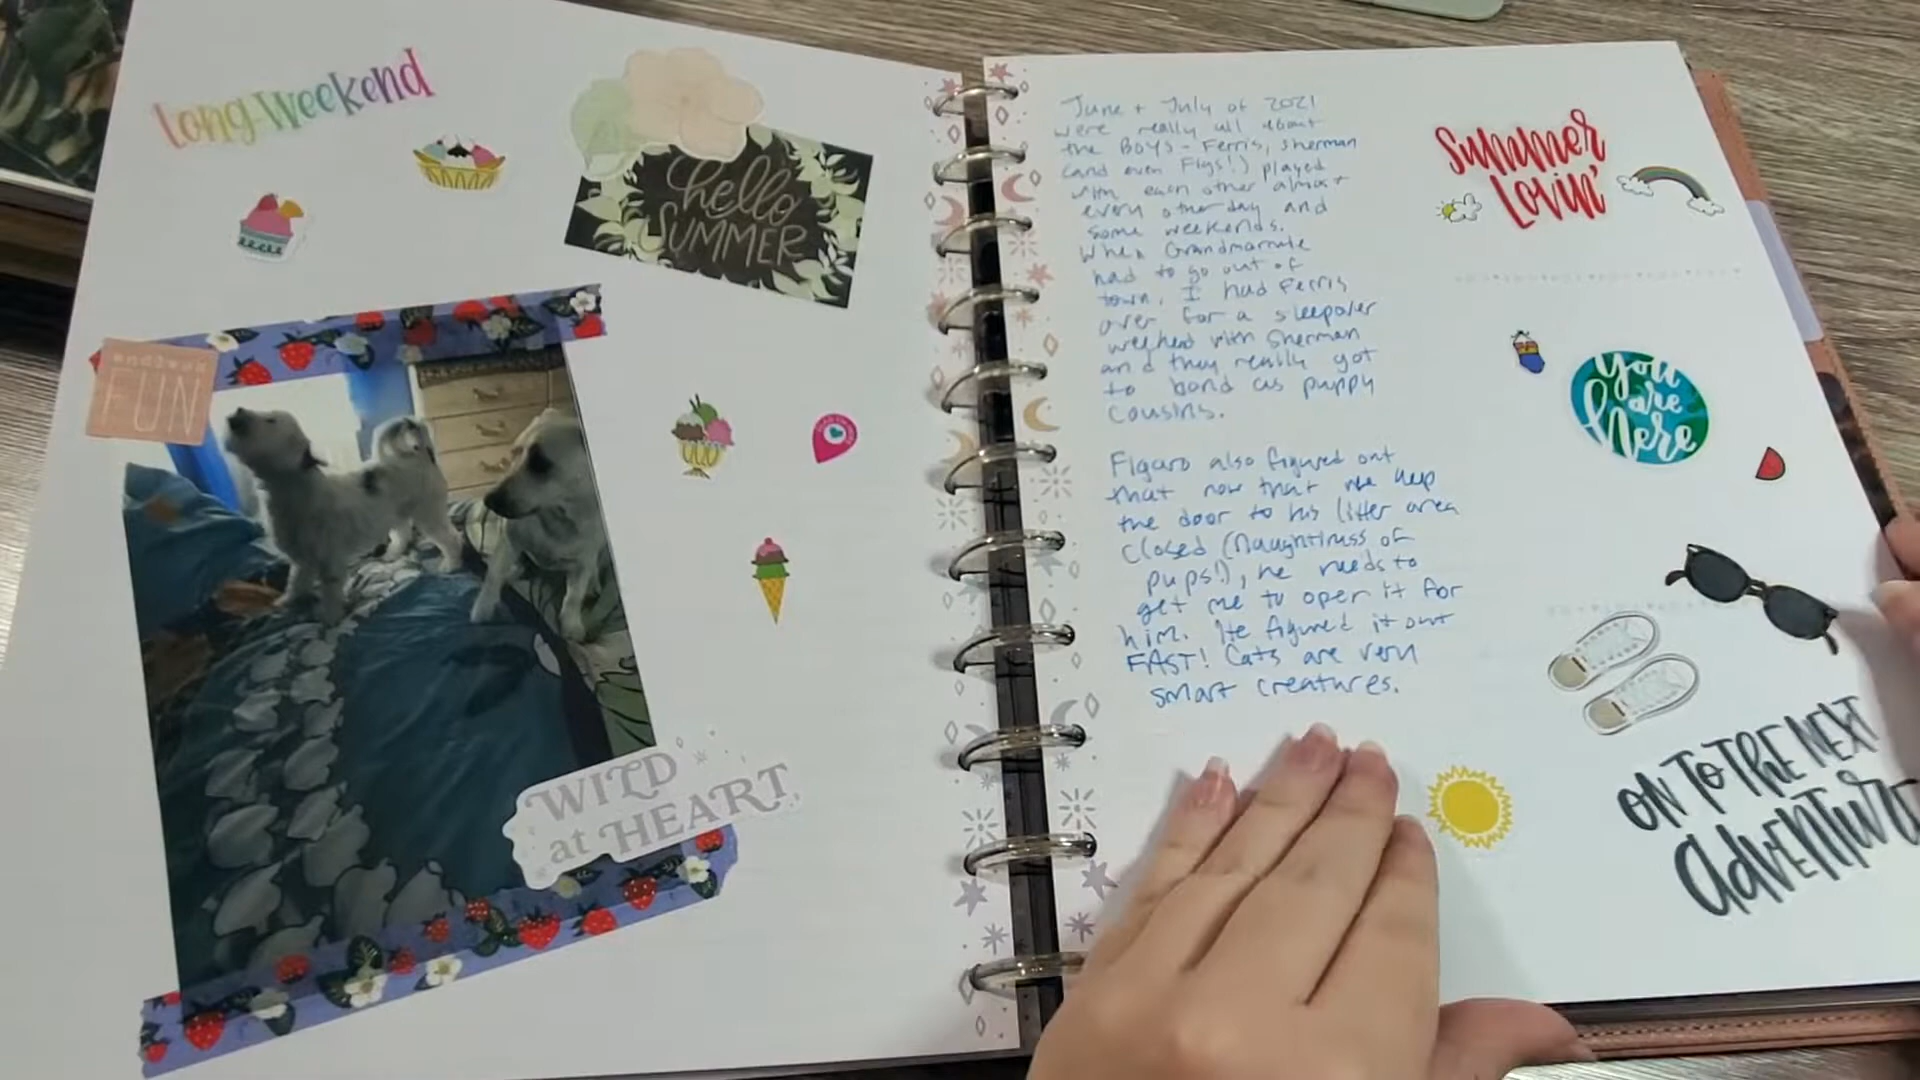 Long Weekend
hello
SUMMER
endless
FUN
WILD
at HEART
June + July of 2021
were really all about
the BOYS - Ferris, Sherman
(and even Figs!) played
with each other almost
every other day and
some weekends.
When Grandmarnie
had to go out of
town, I had Ferris
over for a sleepover
weekend with Sherman
and they really got
to bond as puppy
cousins.
Figaro also figured out
that now that we keep
the door to his litter area
closed (naughtiness of
pups!), he needs to
get me to open it for
him. He figured it out
FAST! Cats are very
smart creatures.
Summer
Lovin'
you
are
here
ON TO THE NEXT
adventure